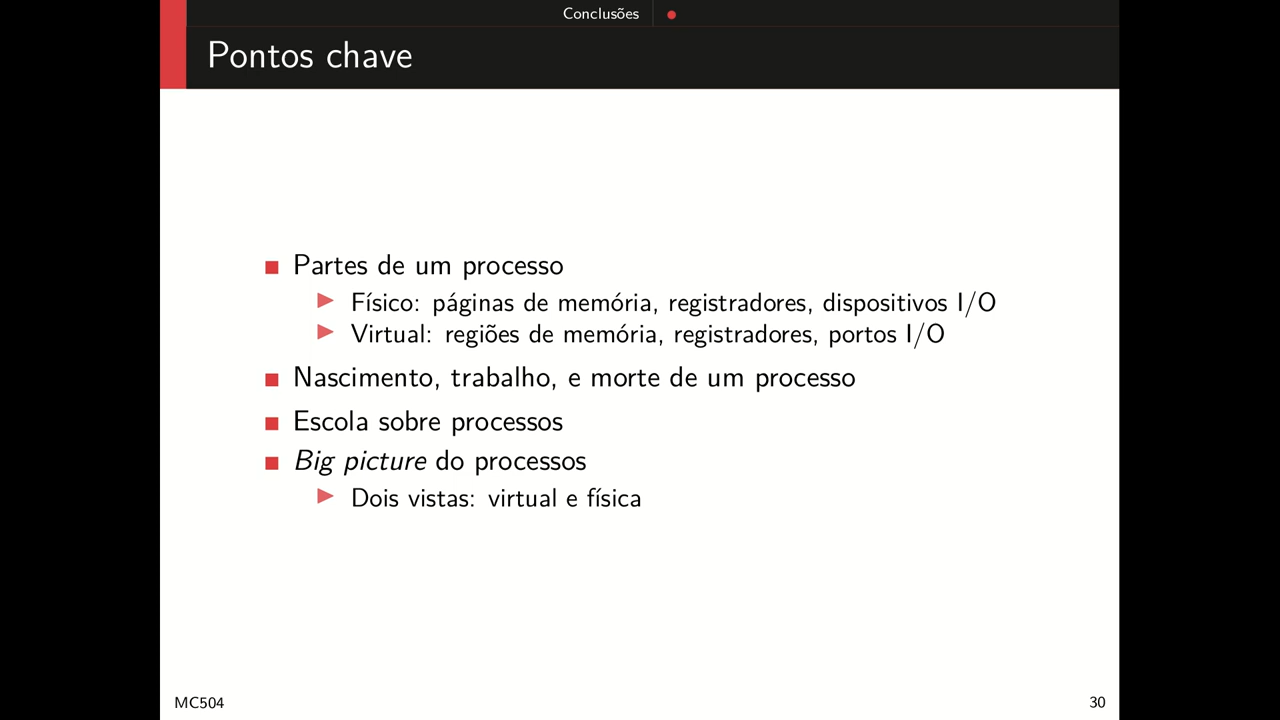 Conclusões
Pontos chave
Partes de um processo
Físico: páginas de memória, registradores, dispositivos I/O
Virtual: regiões de memória, registradores, portos I/O
Nascimento, trabalho, e morte de um processo
Escola sobre processos
Big picture do processos
Dois vistas: virtual e física
MC504
30